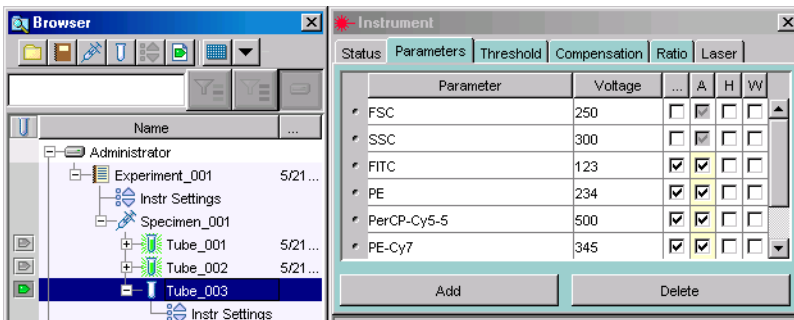 Browser
Name ...
Administrator
Experiment_001 5/21...
Instr Settings
Specimen_001
Tube_001 5/21...
Tube_002 5/21...
Tube_003
Instr Settings
Instrument
Status Parameters Threshold Compensation Ratio Laser
Parameter Voltage ... A H W
FSC 250
SSC 300
FITC 123
PE 234
PerCP-Cy5-5 500
PE-Cy7 345
Add Delete